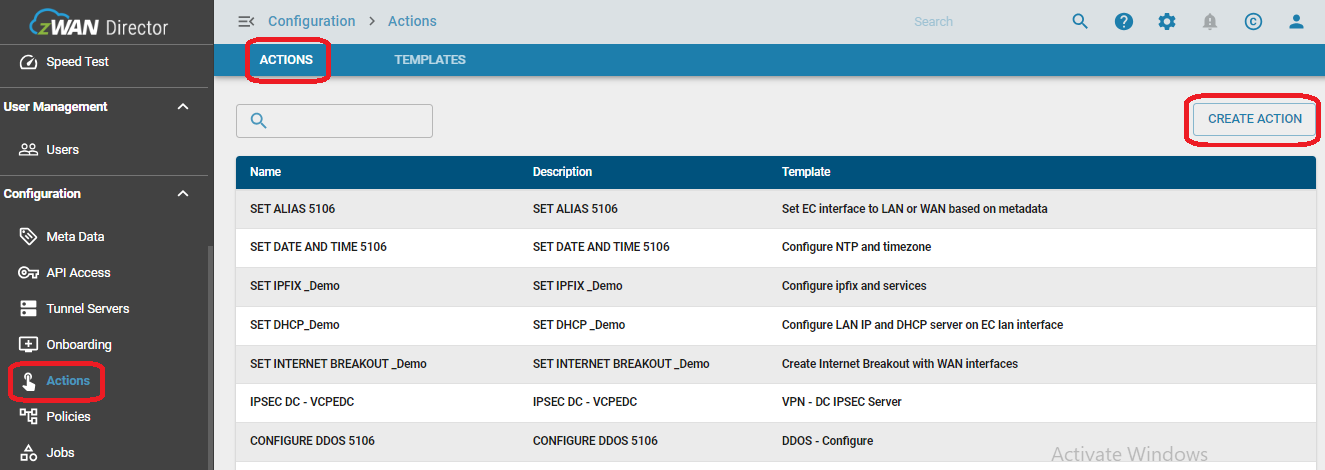 zWAN Director
Configuration > Actions
Search
ACTIONS TEMPLATES
Speed Test
User Management
Users
Configuration
Meta Data
API Access
Tunnel Servers
Onboarding
Actions
Policies
Jobs
CREATE ACTION
Name Description Template
SET ALIAS 5106 SET ALIAS 5106 Set EC interface to LAN or WAN based on metadata
SET DATE AND TIME 5106 SET DATE AND TIME 5106 Configure NTP and timezone
SET IPFIX _Demo SET IPFIX _Demo Configure ipfix and services
SET DHCP_Demo SET DHCP _Demo Configure LAN IP and DHCP server on EC lan interface
SET INTERNET BREAKOUT _Demo SET INTERNET BREAKOUT _Demo Create Internet Breakout with WAN interfaces
IPSEC DC - VCPEDC IPSEC DC - VCPEDC VPN - DC IPSEC Server
CONFIGURE DDOS 5106 CONFIGURE DDOS 5106 DDOS - Configure
Activate Windows